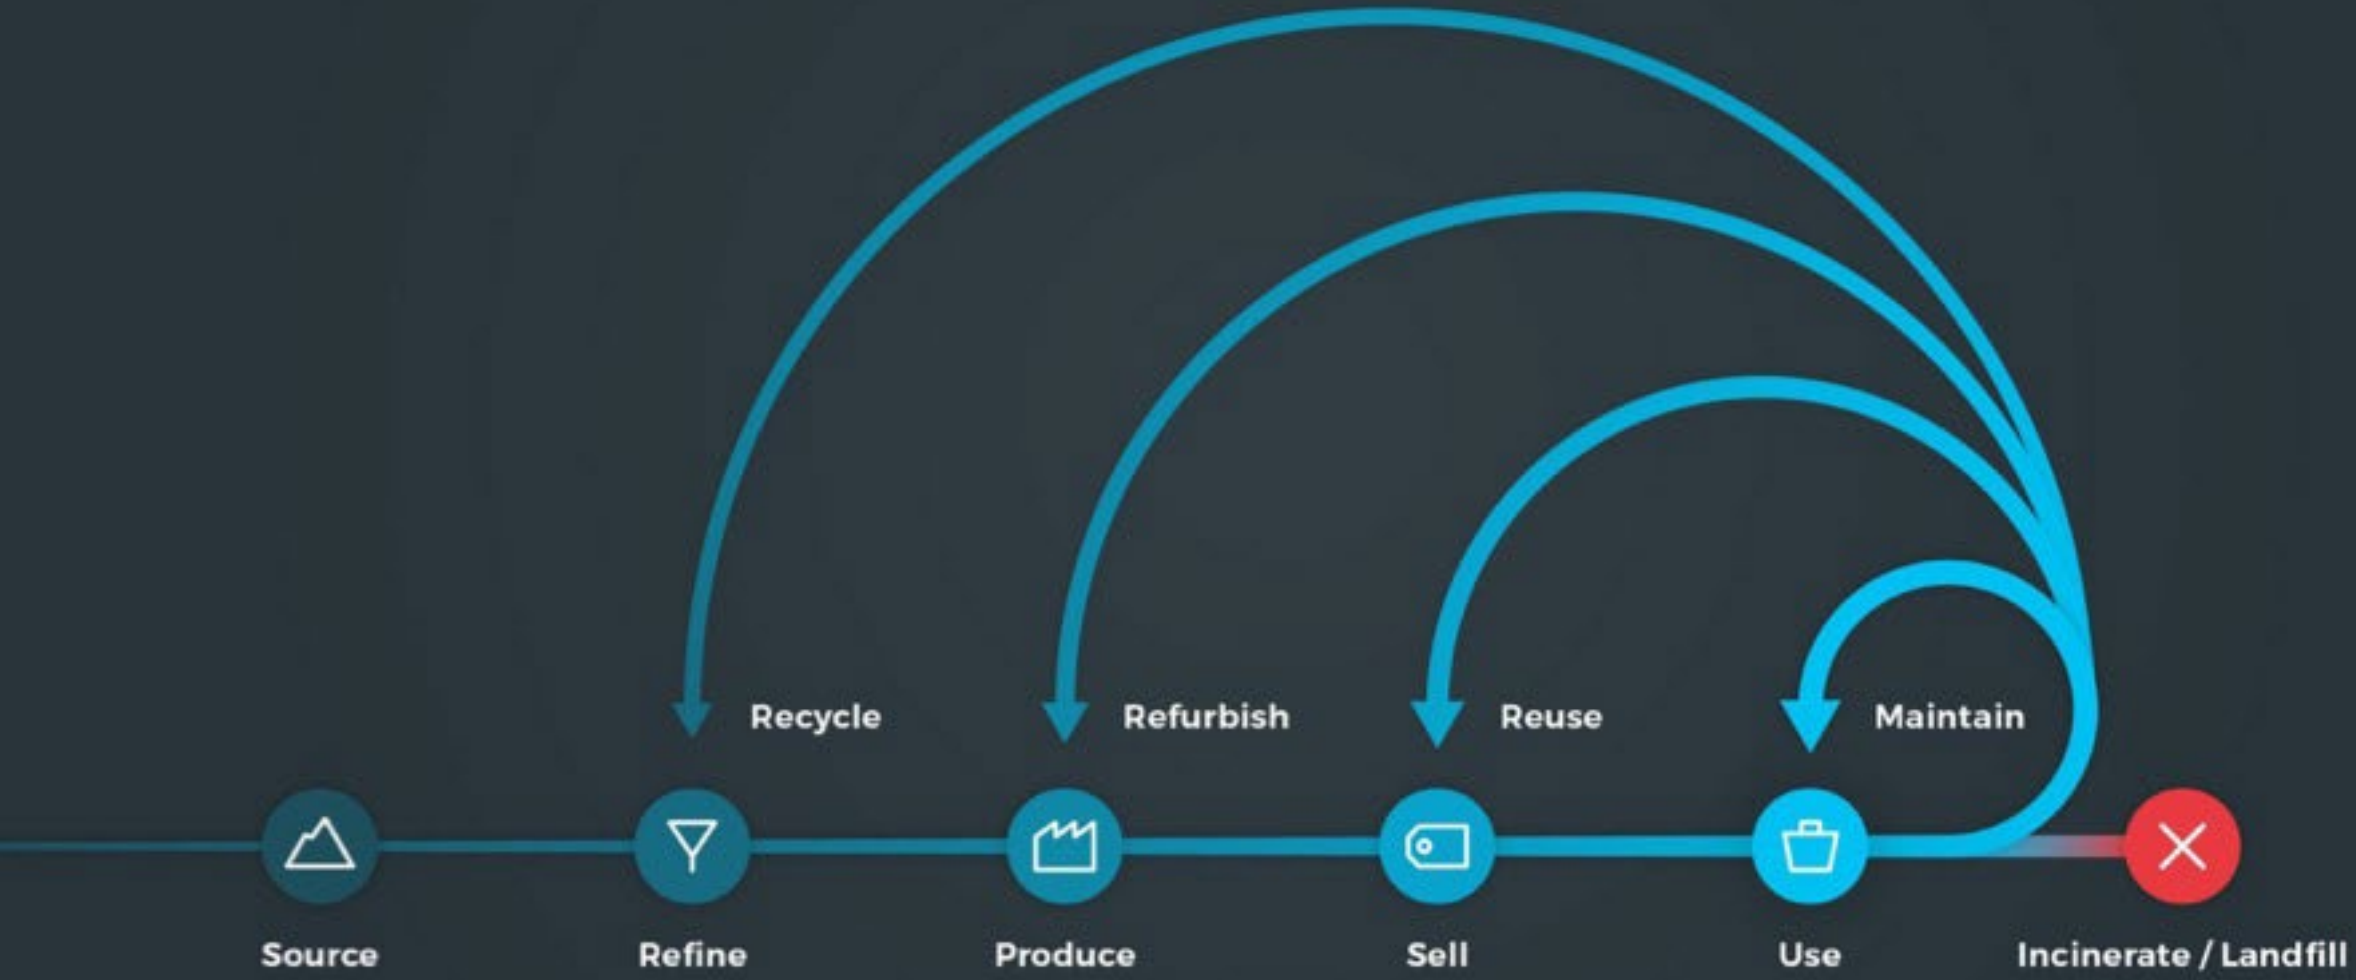 Recycle
Refurbish
Reuse
Maintain
Source
Refine
Produce
Sell
Use
Incinerate / Landfill